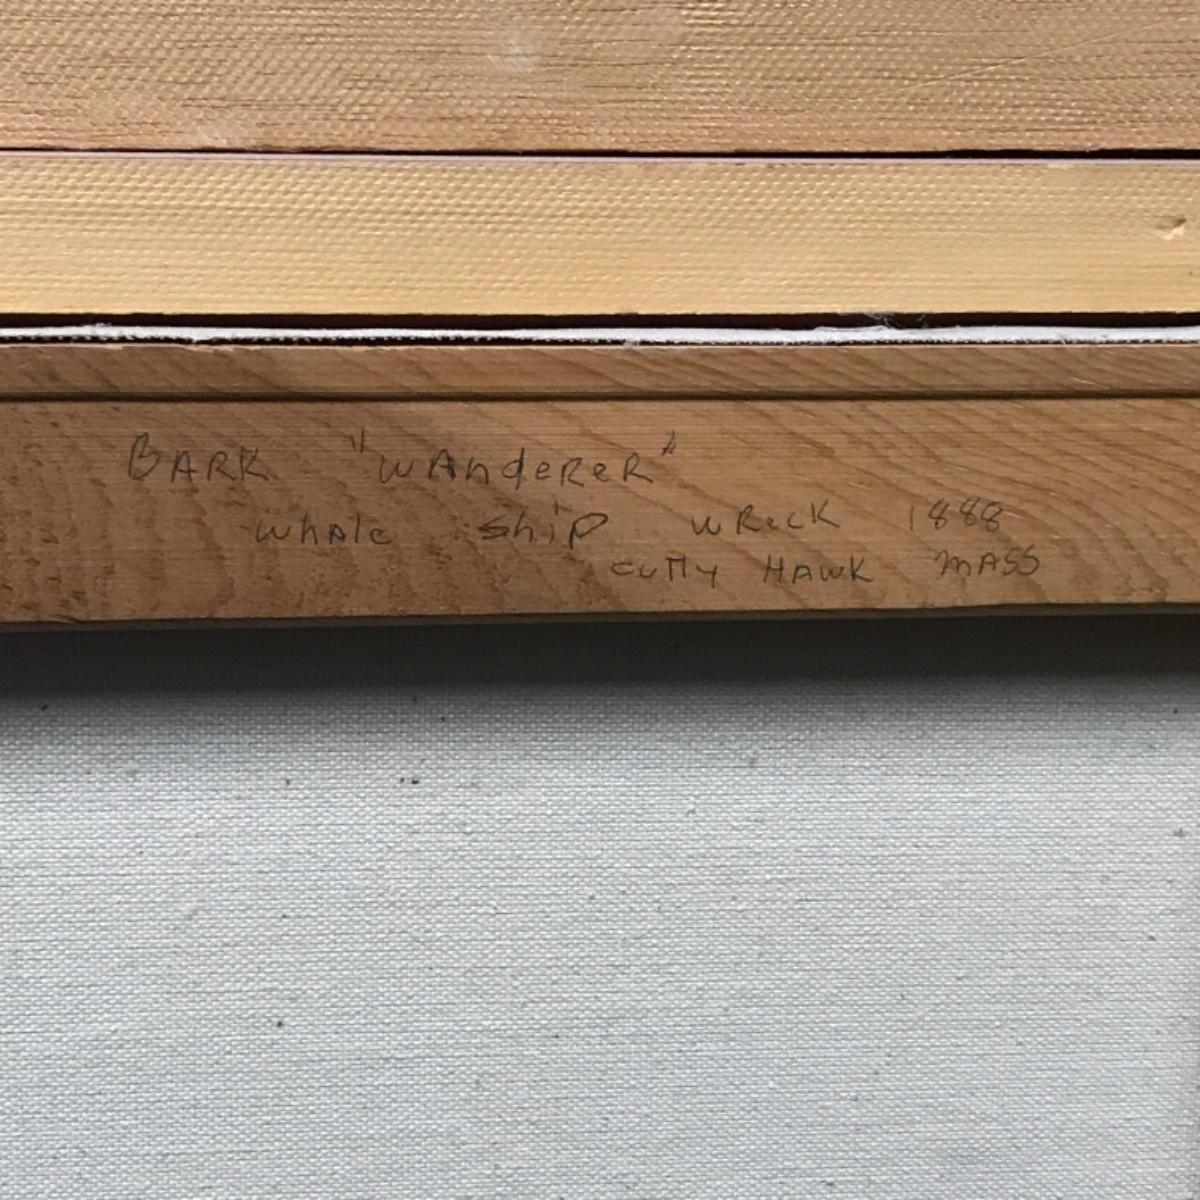 BARK "WANdeReR"
whAle Ship wReck 1888
cuTTy HAWK MASS